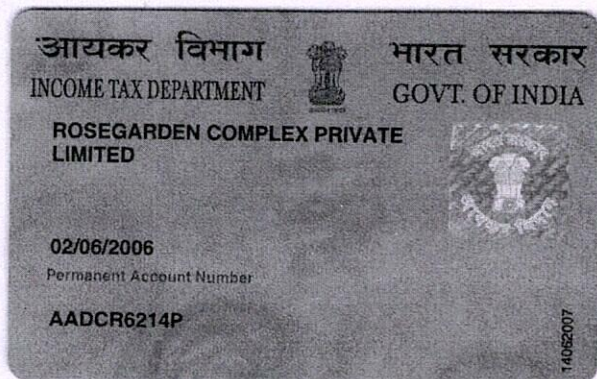 आयकर विभाग
INCOME TAX DEPARTMENT
भारत सरकार
GOVT. OF INDIA
ROSEGARDEN COMPLEX PRIVATE
LIMITED
02/06/2006
Permanent Account Number
AADCR6214P
14062007